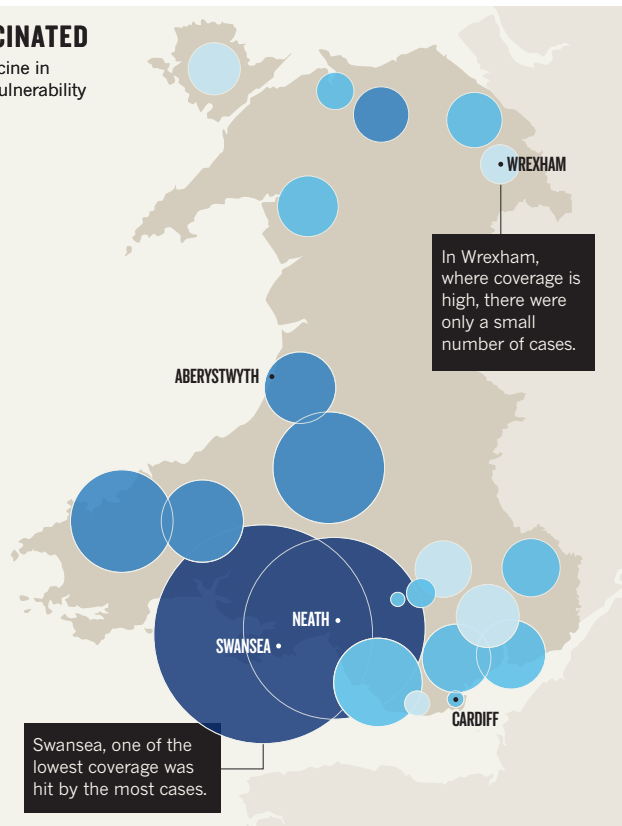 CINATED
cine in
ulnerability
WREXHAM
In Wrexham,
where coverage is
high, there were
only a small
number of cases.
ABERYSTWYTH
NEATH
SWANSEA
CARDIFF
Swansea, one of the
lowest coverage was
hit by the most cases.